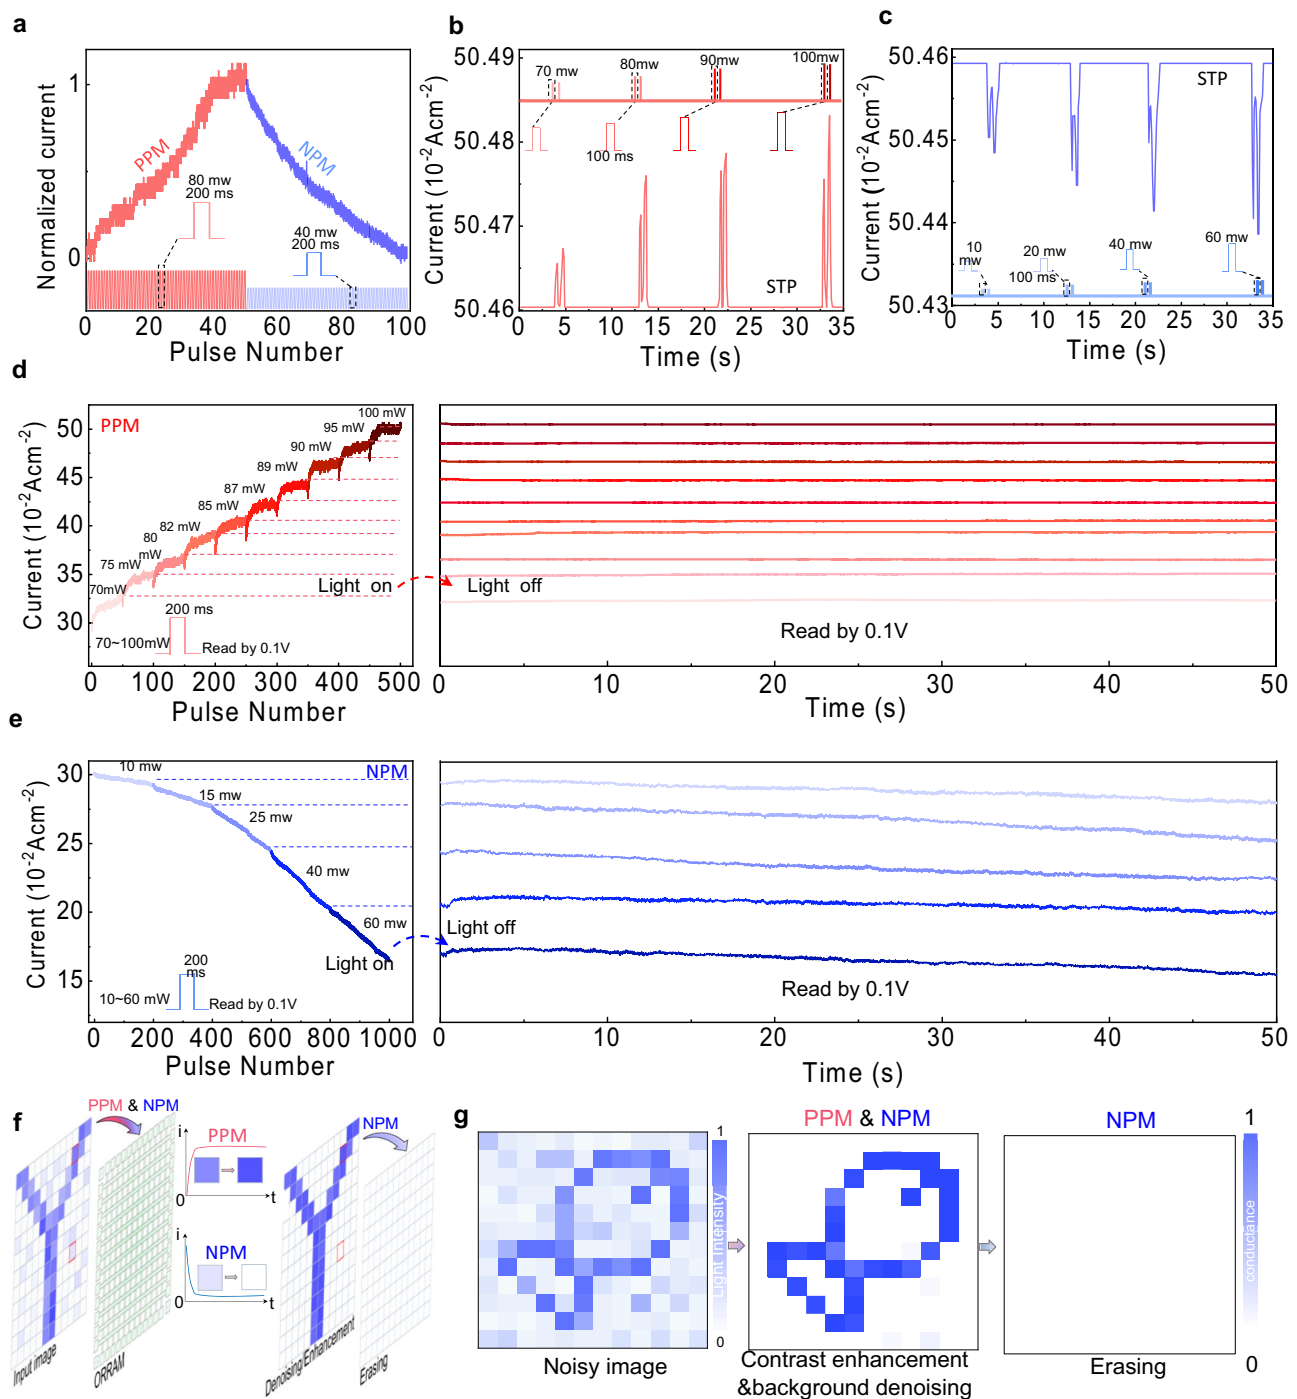 a
Normalized current
1
0
PPM
NPM
80 mw
200 ms
40 mw
200 ms
0 20 40 60 80 100
Pulse Number
b
Current (10⁻² Acm⁻²)
50.49
50.48
50.47
50.46
70 mw
80mw
90mw
100mw
100 ms
STP
0 5 10 15 20 25 30 35
Time (s)
c
Current (10⁻² Acm⁻²)
50.46
50.45
50.44
50.43
STP
10
mw
20 mw
100 ms
40 mw
60 mw
0 5 10 15 20 25 30 35
Time (s)
d
Current (10⁻²Acm⁻²)
50
45
40
35
30
PPM
100 mW
95 mW
90 mW
89 mW
87 mW
85 mW
82 mW
80
mW
75 mW
70mW
200 ms
70~100mW
Read by 0.1V
Light on
Light off
Read by 0.1V
0 100 200 300 400 500
Pulse Number
0 10 20 30 40 50
Time (s)
e
Current (10⁻²Acm⁻²)
30
25
20
15
NPM
10 mw
15 mw
25 mw
40 mw
60 mw
Light on
200
ms
10~60 mW
Read by 0.1V
Light off
Read by 0.1V
0 200 400 600 800 1000
Pulse Number
0 10 20 30 40 50
Time (s)
f
PPM & NPM
i
PPM
0
t
i
NPM
0
t
NPM
Input image
ORRAM
Denoising/Enhancement
Erasing
g
1
Light Intensity
0
Noisy image
PPM & NPM
Contrast enhancement
&background denoising
NPM
Erasing
1
conductance
0